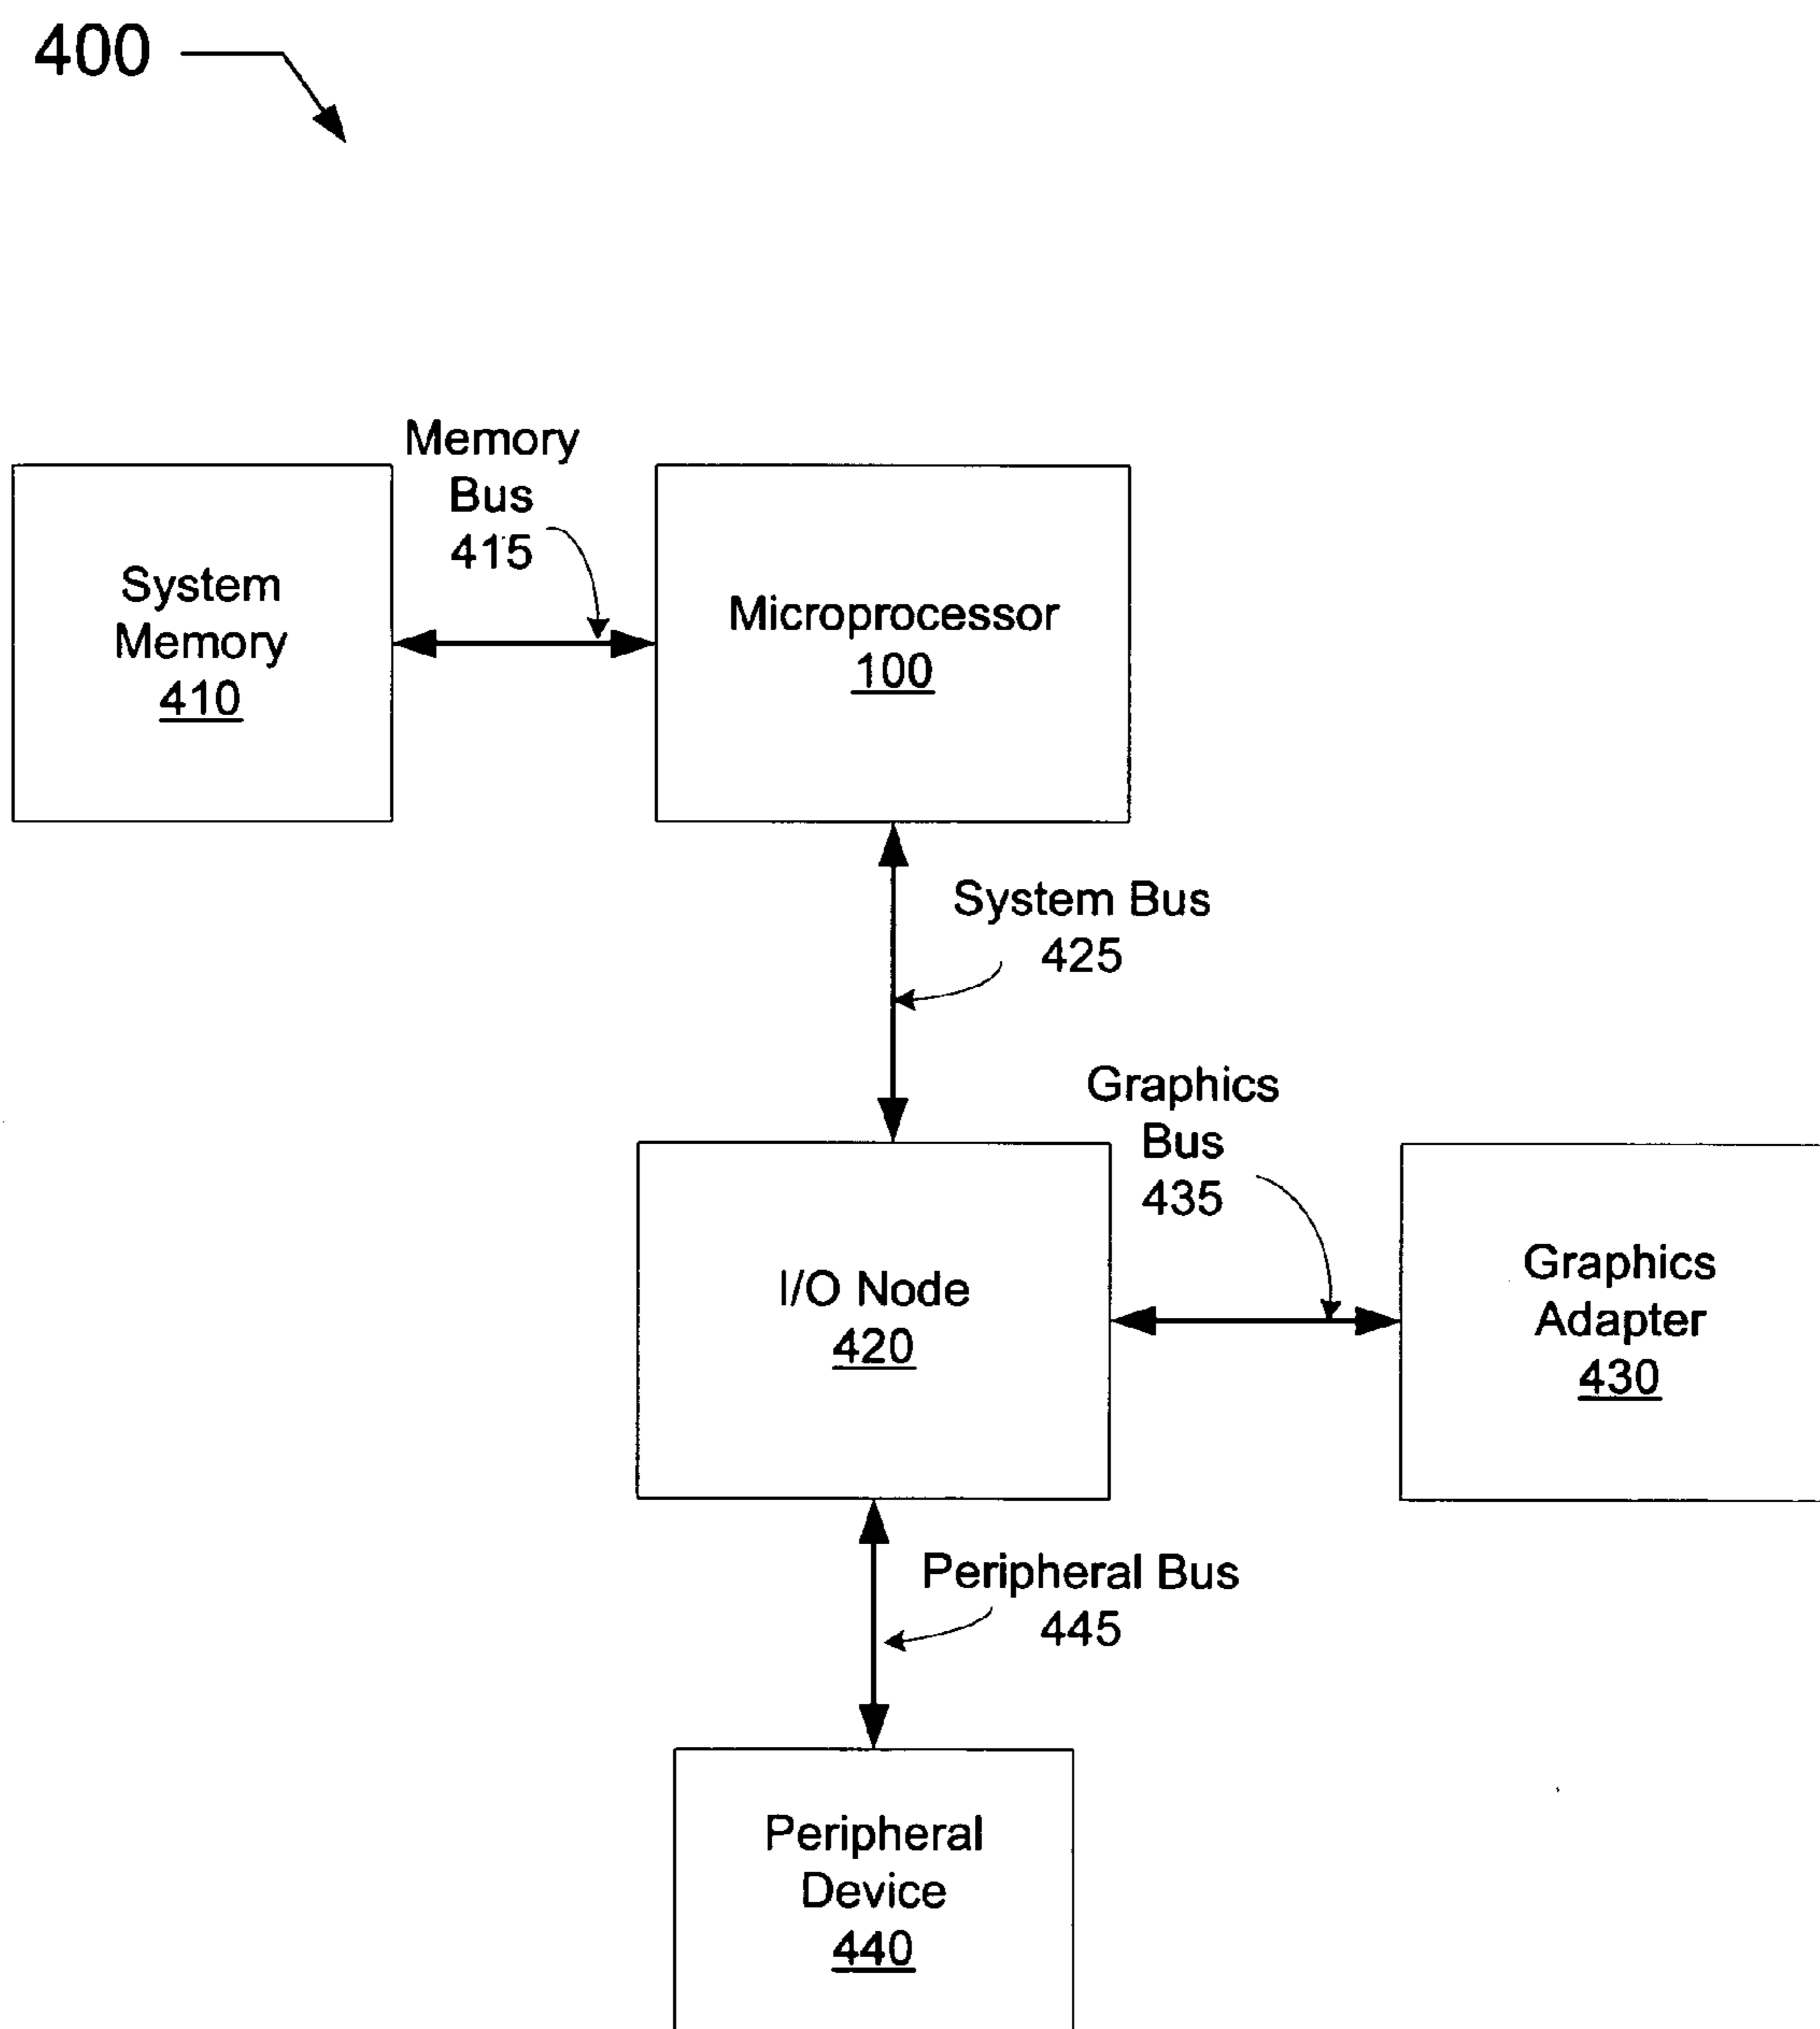 400
Memory
Bus
415
System
Memory
410
Microprocessor
100
System Bus
425
Graphics
Bus
435
I/O Node
420
Graphics
Adapter
430
Peripheral Bus
445
Peripheral
Device
440